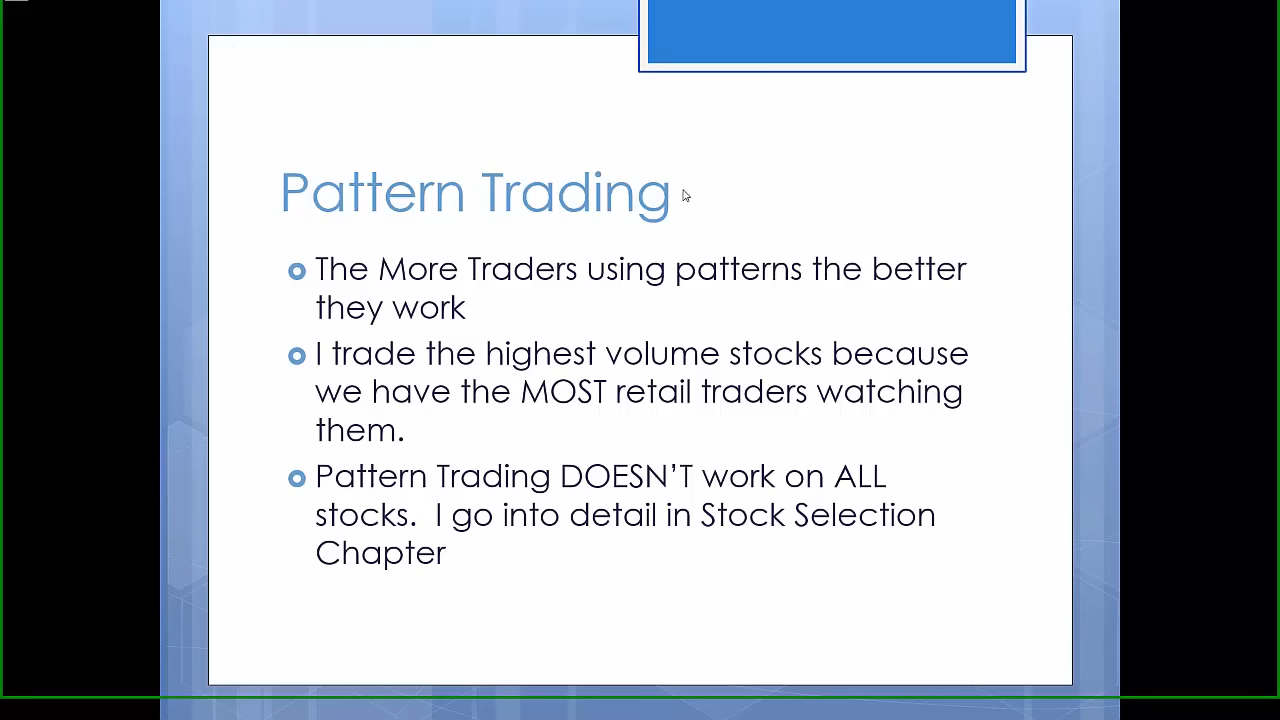 Pattern Trading
The More Traders using patterns the better
they work
I trade the highest volume stocks because
we have the MOST retail traders watching
them.
Pattern Trading DOESN'T work on ALL
stocks.  I go into detail in Stock Selection
Chapter